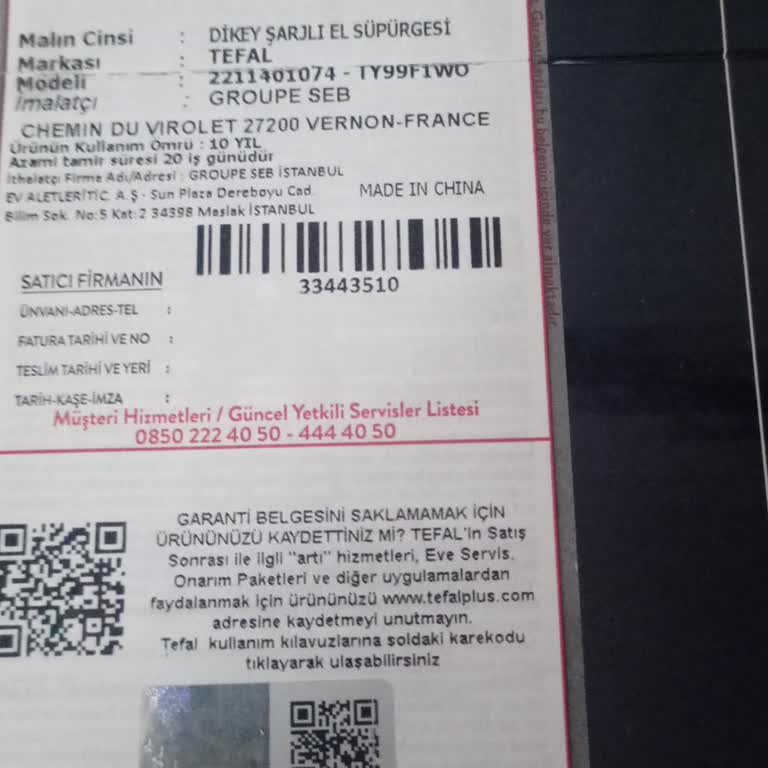 Malın Cinsi : DİKEY ŞARJLI EL SÜPÜRGESİ
Markası : TEFAL
Modeli : 2211401074 - TY99F1WO
İmalatçı : GROUPE SEB
CHEMIN DU VIROLET 27200 VERNON-FRANCE
Ürünün Kullanım Ömrü : 10 YIL
Azami tamir süresi 20 iş günüdür
İthelatçı Firma Adı/Adresi : GROUPE SEB İSTANBUL
EV ALETLERİ TİC. A.Ş - Sun Plaza Dereboyu Cad.
Bilim Sok. No:5 Kat:2 34398 Maslak İSTANBUL
MADE IN CHINA
33443510
SATICI FİRMANIN
ÜNVANI-ADRES-TEL :
FATURA TARİHİ VE NO :
TESLİM TARİHİ VE YERİ :
TARİH-KAŞE-İMZA :
Müşteri Hizmetleri / Güncel Yetkili Servisler Listesi
0850 222 40 50 - 444 40 50
GARANTİ BELGESİNİ SAKLAMAMAK İÇİN
ÜRÜNÜNÜZÜ KAYDETTİNİZ Mİ? TEFAL'in Satış
Sonrası ile ilgli "artı" hizmetleri, Eve Servis,
Onarım Paketleri ve diğer uygulamalardan
faydalanmak için ürününüzü www.tefalplus.com
adresine kaydetmeyi unutmayın.
Tefal kullanım kılavuzlarına soldaki karekodu
tıklayarak ulaşabilirsiniz